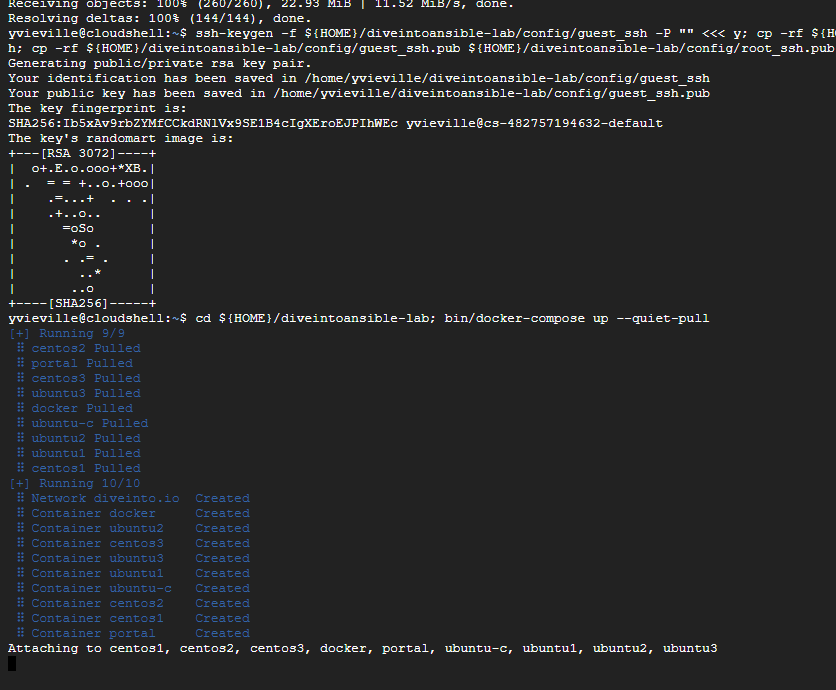 Receiving objects: 100% (260/260), 22.93 MiB | 11.52 MiB/s, done.
Resolving deltas: 100% (144/144), done.
yvieville@cloudshell:~$ ssh-keygen -f ${HOME}/diveintoansible-lab/config/guest_ssh -P "" <<< y; cp -rf ${H
h; cp -rf ${HOME}/diveintoansible-lab/config/guest_ssh.pub ${HOME}/diveintoansible-lab/config/root_ssh.pub
Generating public/private rsa key pair.
Your identification has been saved in /home/yvieville/diveintoansible-lab/config/guest_ssh
Your public key has been saved in /home/yvieville/diveintoansible-lab/config/guest_ssh.pub
The key fingerprint is:
SHA256:Ib5xAv9rbZYMfCCkdRNlVx9SE1B4cIgXEroEJPIhWEc yvieville@cs-482757194632-default
The key's randomart image is:
+---[RSA 3072]----+
|  o+.E.o.ooo+*XB.|
| .  = = +..o.+ooo|
|    .=...+  . . .|
|    .+..o..      |
|      =oSo       |
|       *o .      |
|      . .= .     |
|        ..*      |
|       ..o       |
+----[SHA256]-----+
yvieville@cloudshell:~$ cd ${HOME}/diveintoansible-lab; bin/docker-compose up --quiet-pull
[+] Running 9/9
 ⠿ centos2 Pulled
 ⠿ portal Pulled
 ⠿ centos3 Pulled
 ⠿ ubuntu3 Pulled
 ⠿ docker Pulled
 ⠿ ubuntu-c Pulled
 ⠿ ubuntu2 Pulled
 ⠿ ubuntu1 Pulled
 ⠿ centos1 Pulled
[+] Running 10/10
 ⠿ Network diveinto.io  Created
 ⠿ Container docker     Created
 ⠿ Container ubuntu2    Created
 ⠿ Container centos3    Created
 ⠿ Container ubuntu3    Created
 ⠿ Container ubuntu1    Created
 ⠿ Container ubuntu-c   Created
 ⠿ Container centos2    Created
 ⠿ Container centos1    Created
 ⠿ Container portal     Created
Attaching to centos1, centos2, centos3, docker, portal, ubuntu-c, ubuntu1, ubuntu2, ubuntu3